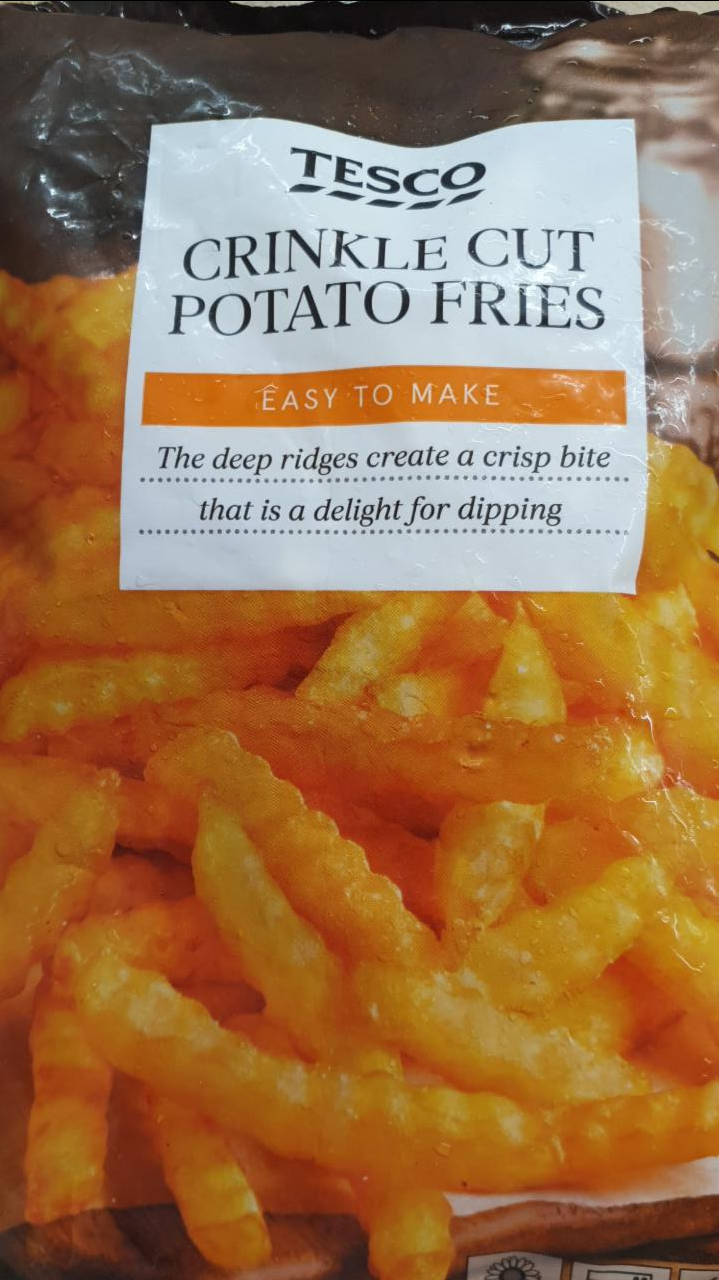 TESCO
CRINKLE CUT
POTATO FRIES
EASY TO MAKE
The deep ridges create a crisp bite
that is a delight for dipping